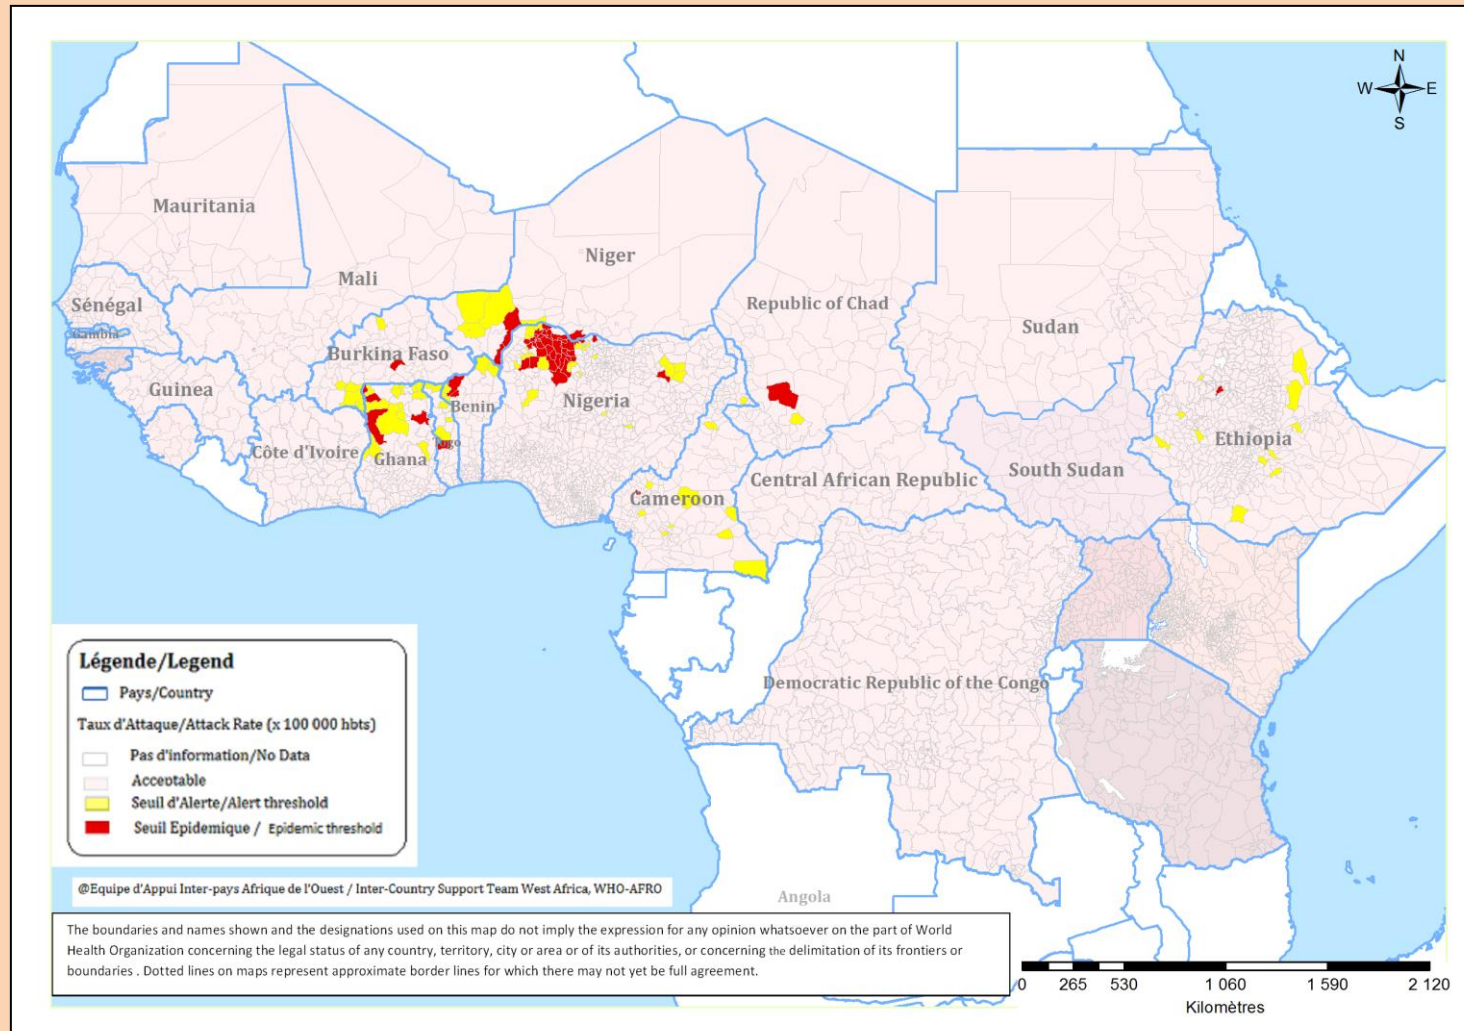 N
W E
S
Mauritania
Mali
Niger
Republic of Chad
Sudan
Sénégal
Gambia
Burkina Faso
Guinea
Benin
Nigeria
Togo
Côte d'Ivoire
Ghana
Ethiopia
South Sudan
Central African Republic
Cameroon
Democratic Republic of the Congo
Angola
Légende/Legend
Pays/Country
Taux d'Attaque/Attack Rate (x 100 000 hbts)
Pas d'information/No Data
Acceptable
Seuil d'Alerte/Alert threshold
Seuil Epidemique / Epidemic threshold
@Equipe d'Appui Inter-pays Afrique de l'Ouest / Inter-Country Support Team West Africa, WHO-AFRO
The boundaries and names shown and the designations used on this map do not imply the expression for any opinion whatsoever on the part of World
Health Organization concerning the legal status of any country, territory, city or area or of its authorities, or concerning the delimitation of its frontiers or
boundaries . Dotted lines on maps represent approximate border lines for which there may not yet be full agreement.
0 265 530 1 060 1 590 2 120
Kilomètres